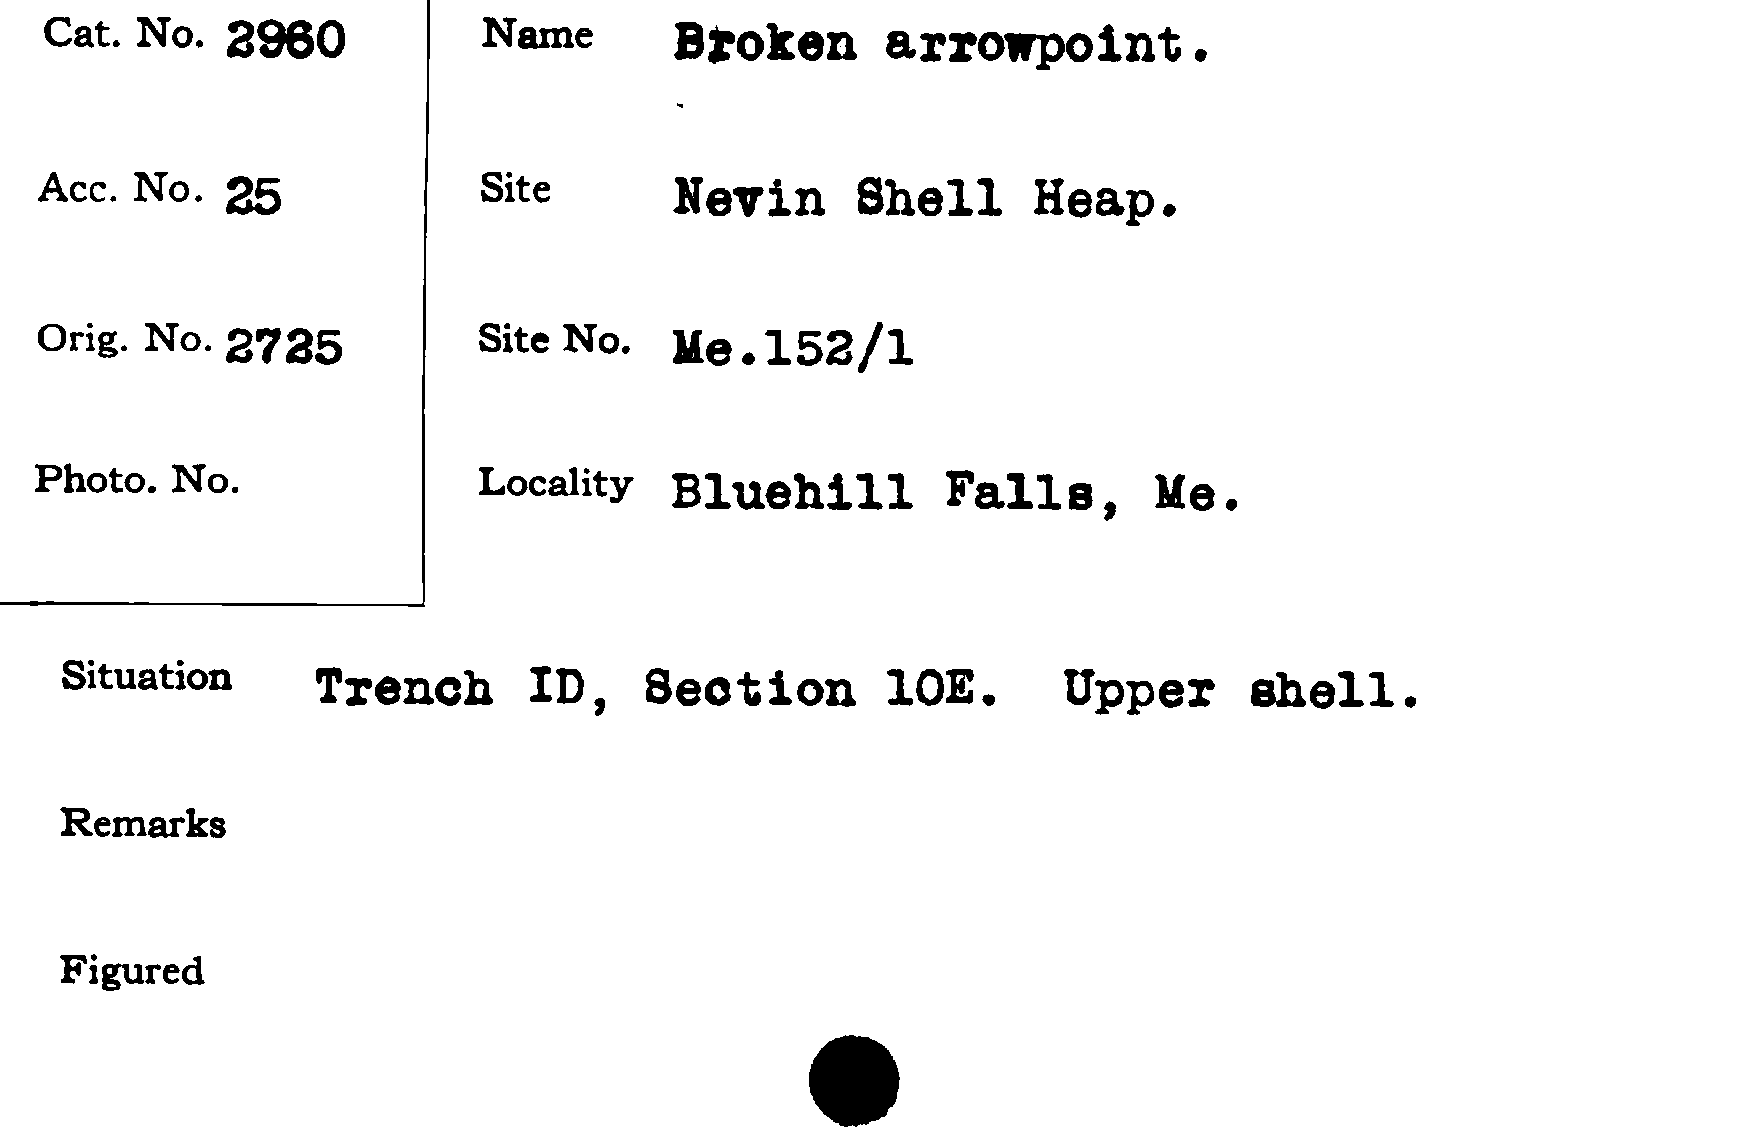 Cat. No. 2960
Name Broken arrowpoint.
Acc. No. 25
Site Nevin Shell Heap.
Orig. No. 2725
Site No. Me.152/1
Photo. No.
Locality Bluehill Falls, Me.
Situation Trench ID, Section 10E. Upper shell.
Remarks
Figured